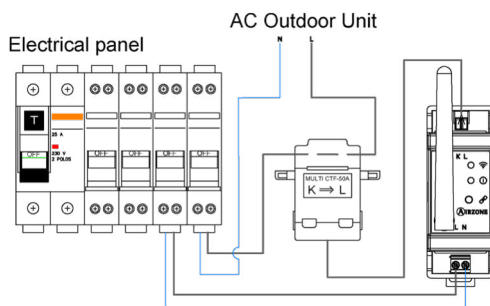 AC Outdoor Unit
Electrical panel
N L
T
25 A
230 V
2 POLOS
OFF OFF OFF OFF OFF
MULTI CTF-50A
K ⇒ L
K L
AIRZONE
L N